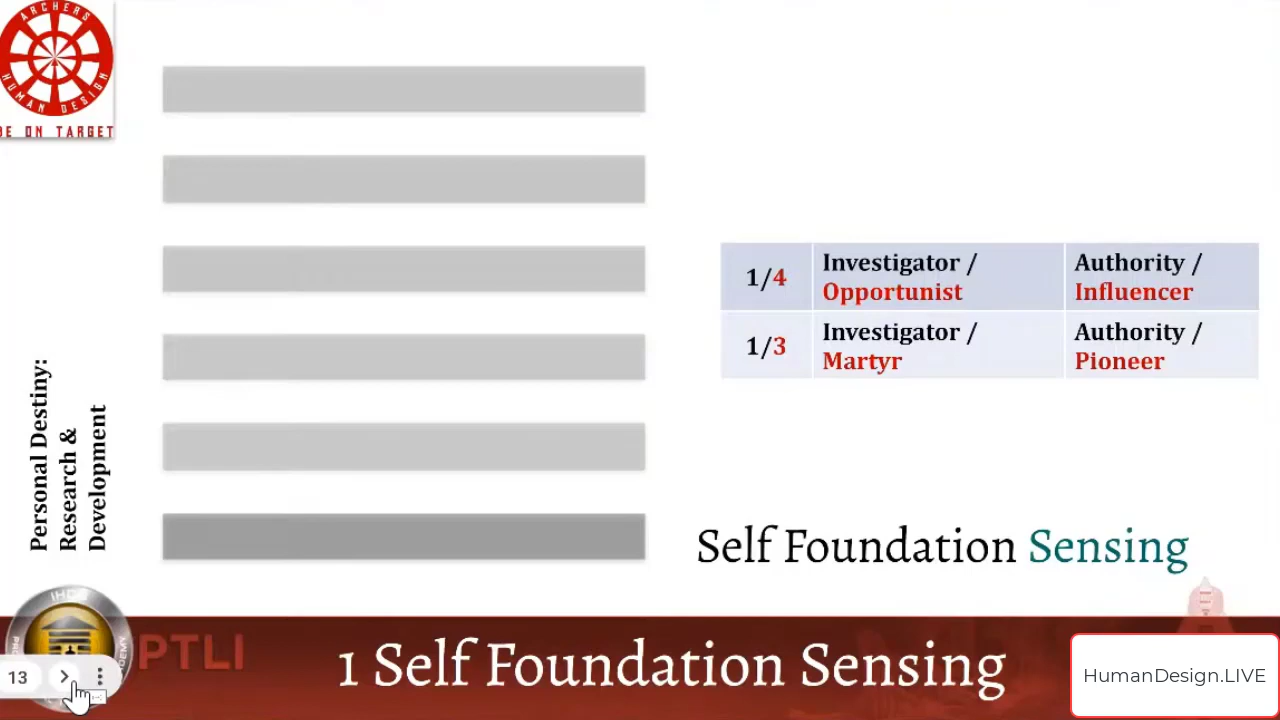 ARCHERS
HUMAN DESIGN
BE ON TARGET
Personal Destiny:
Research &
Development
1/4
Investigator /
Opportunist
Authority /
Influencer
1/3
Investigator /
Martyr
Authority /
Pioneer
Self Foundation Sensing
IHDS
PTLI
1 Self Foundation Sensing
13
HumanDesign.LIVE